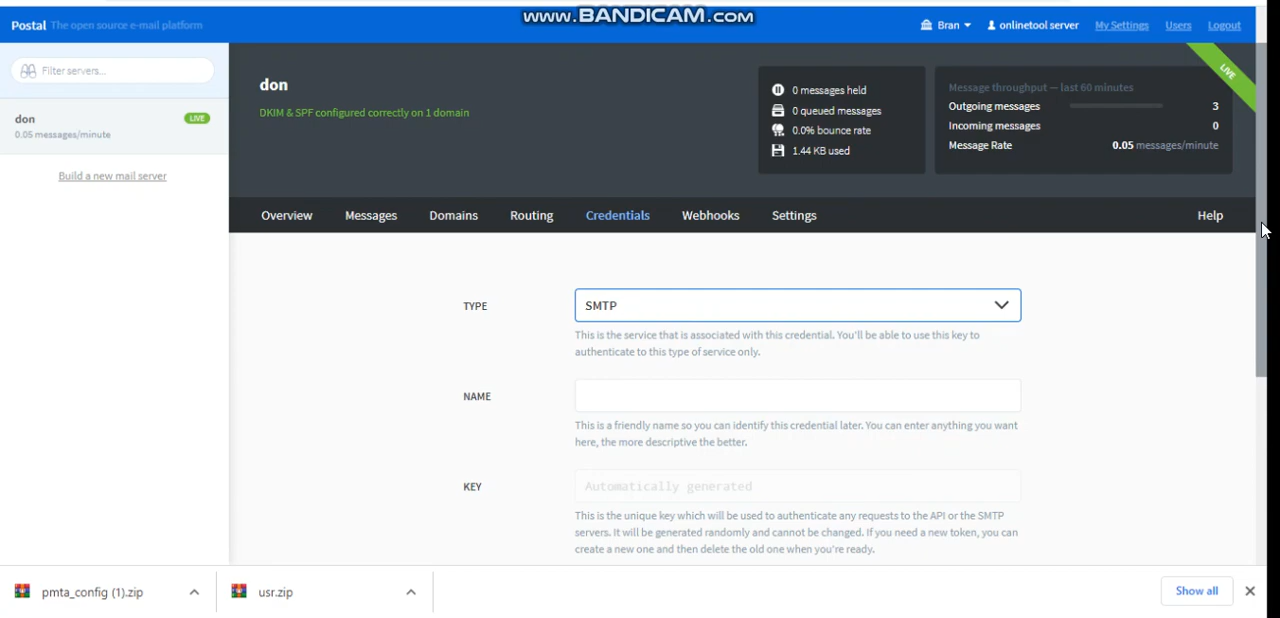 www.BANDICAM.com
Postal The open source e-mail platform
Bran onlinetool server My Settings Users Logout
Filter servers...
don LIVE
0.05 messages/minute
Build a new mail server
don
DKIM & SPF configured correctly on 1 domain
0 messages held
0 queued messages
0.0% bounce rate
1.44 KB used
Message throughput — last 60 minutes
Outgoing messages 3
Incoming messages 0
Message Rate 0.05 messages/minute
LIVE
Overview Messages Domains Routing Credentials Webhooks Settings Help
TYPE SMTP
This is the service that is associated with this credential. You'll be able to use this key to
authenticate to this type of service only.
NAME
This is a friendly name so you can identify this credential later. You can enter anything you want
here, the more descriptive the better.
KEY Automatically generated
This is the unique key which will be used to authenticate any requests to the API or the SMTP
servers. It will be generated randomly and cannot be changed. If you need a new token, you can
create a new one and then delete the old one when you're ready.
pmta_config (1).zip usr.zip Show all